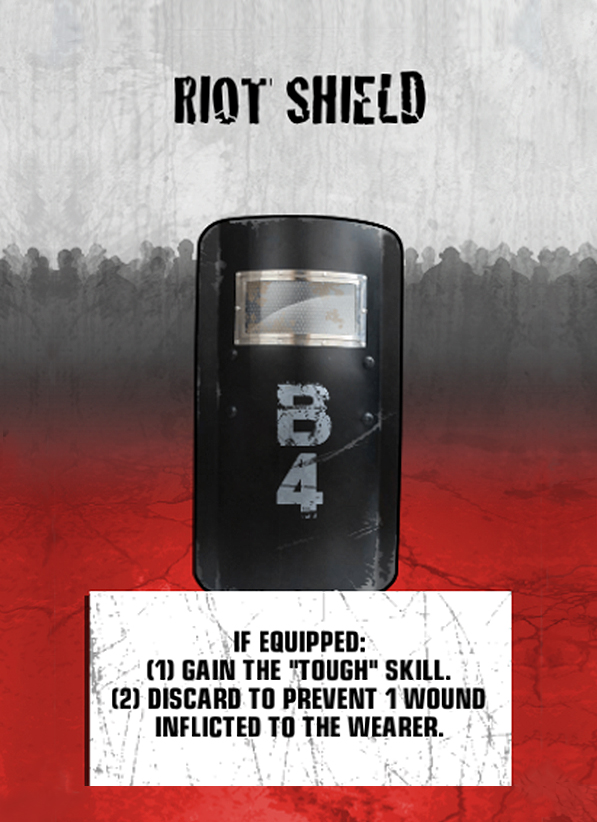 RIOT SHIELD
B
4
IF EQUIPPED:
(1) GAIN THE "TOUGH" SKILL.
(2) DISCARD TO PREVENT 1 WOUND
INFLICTED TO THE WEARER.